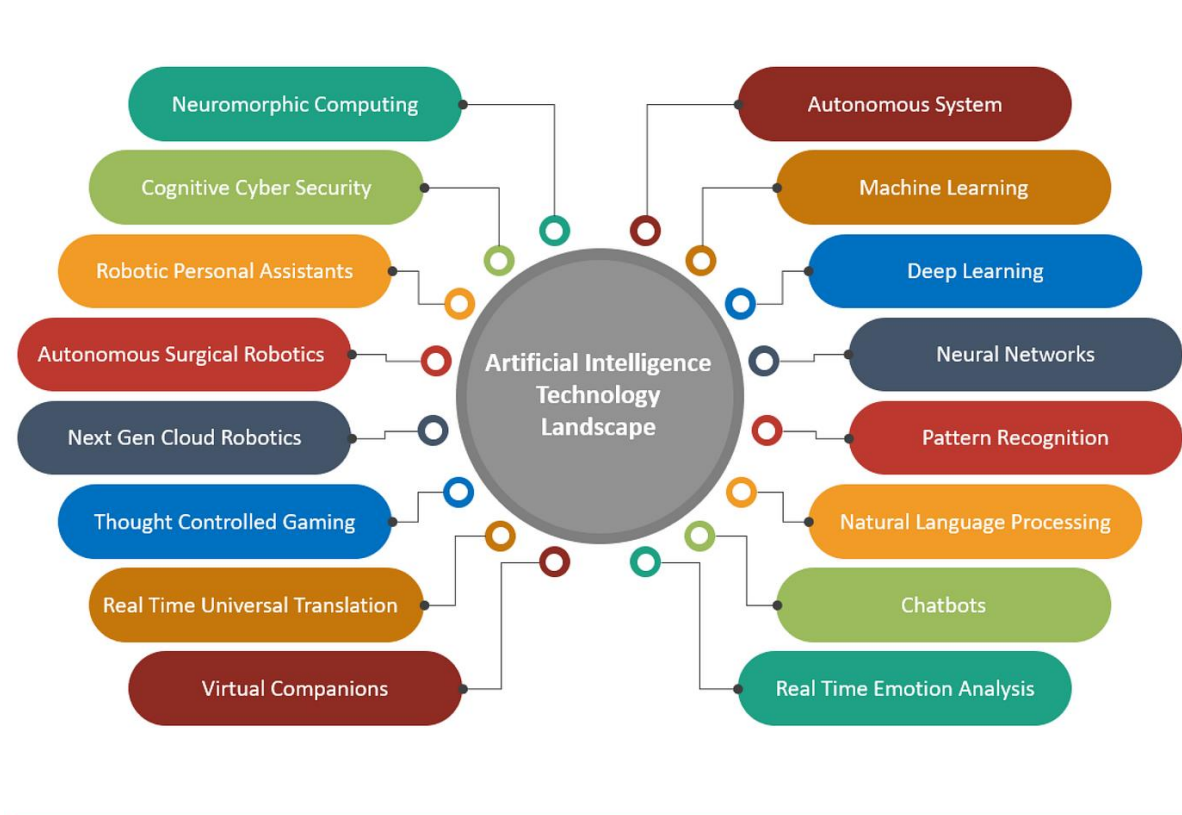 Neuromorphic Computing
Cognitive Cyber Security
Robotic Personal Assistants
Autonomous Surgical Robotics
Next Gen Cloud Robotics
Thought Controlled Gaming
Real Time Universal Translation
Virtual Companions
Artificial Intelligence
Technology
Landscape
Autonomous System
Machine Learning
Deep Learning
Neural Networks
Pattern Recognition
Natural Language Processing
Chatbots
Real Time Emotion Analysis